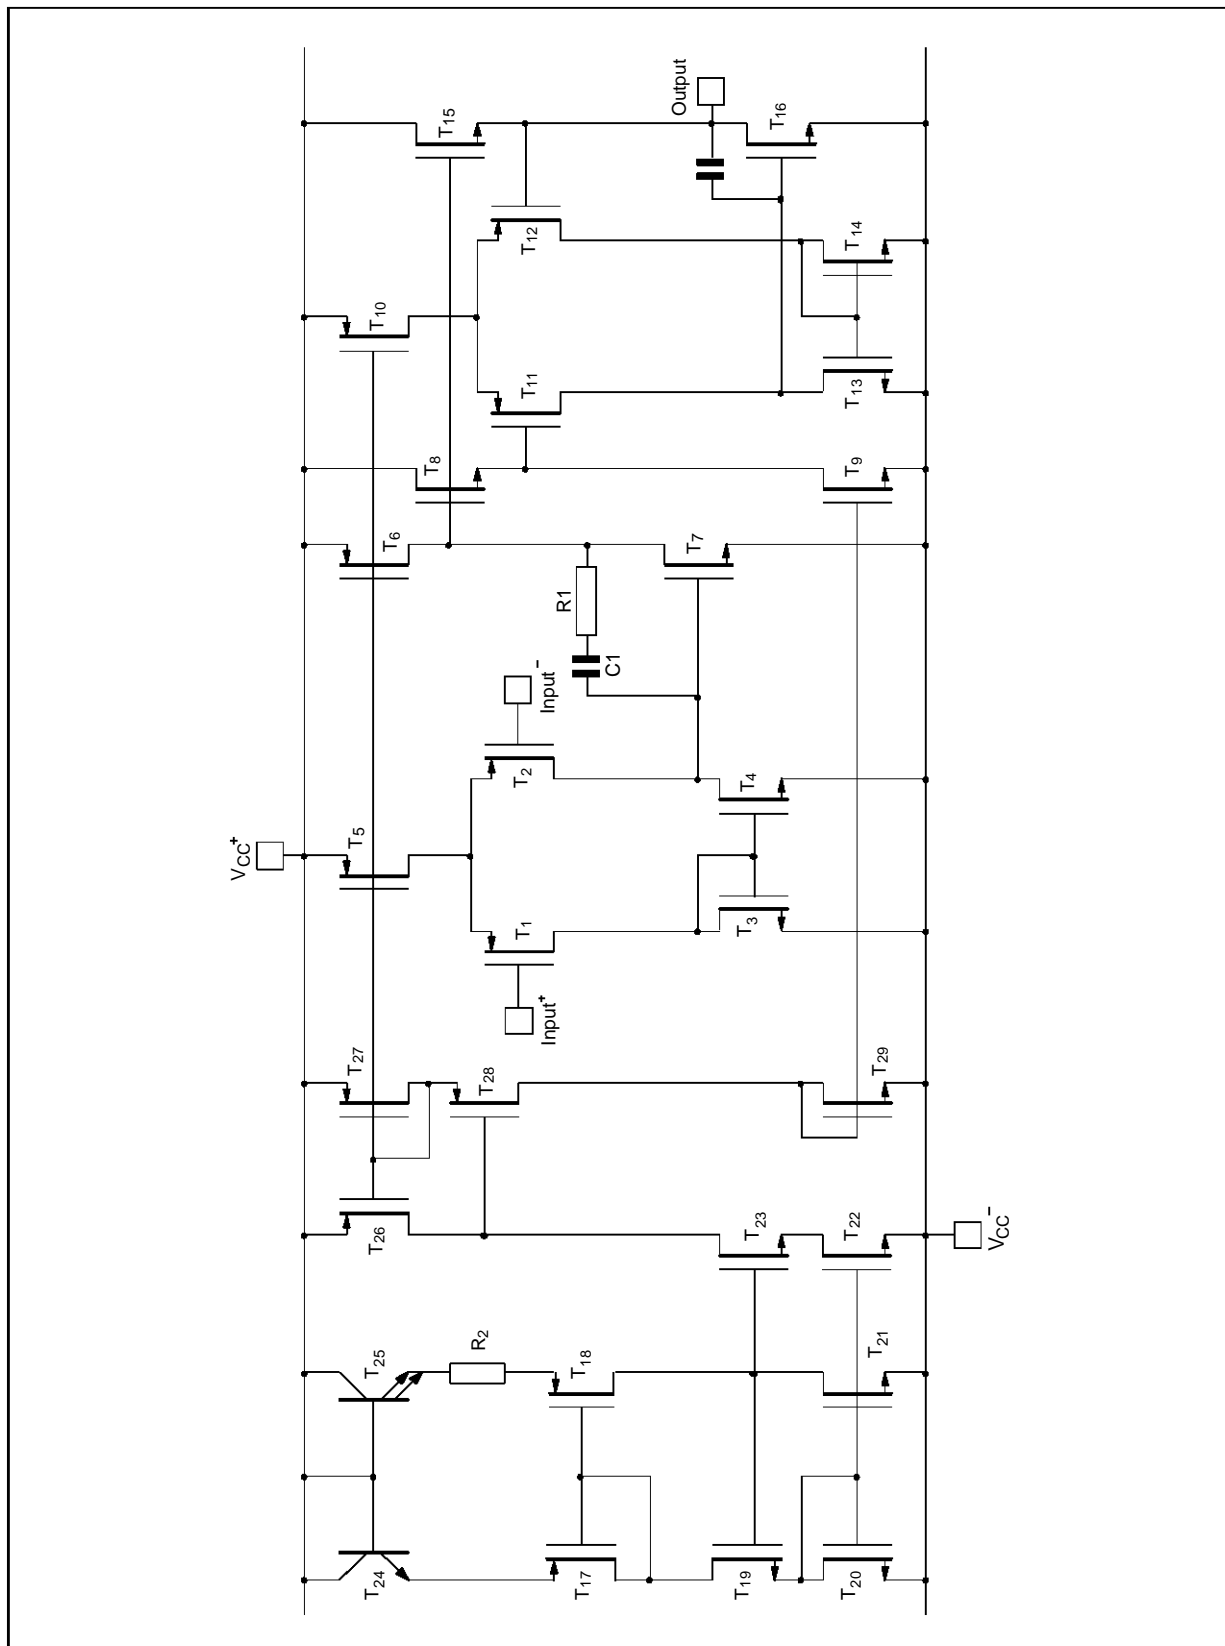 Output
T15
T16
T12
T14
T10
T11
T13
T8
T9
T6
T7
R1
C1
Input-
T2
T4
VCC+
T5
T1
T3
Input+
T27
T28
T29
T26
T23
T22
VCC-
T25
R2
T18
T21
T24
T17
T19
T20